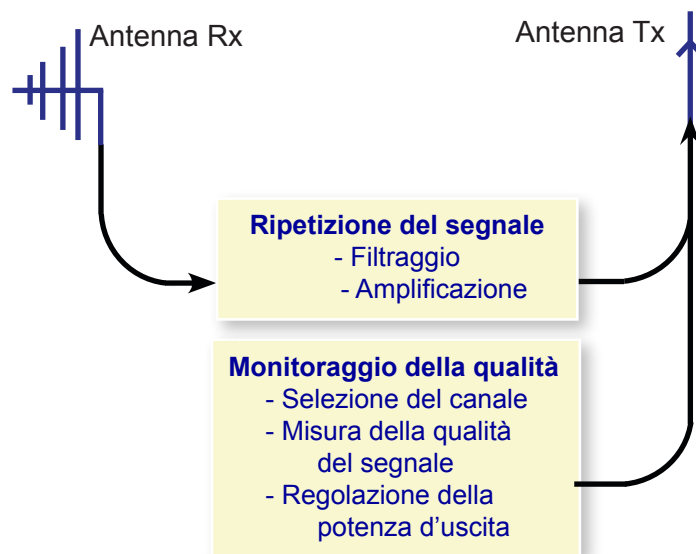 Antenna Rx
Antenna Tx
Ripetizione del segnale
- Filtraggio
- Amplificazione
Monitoraggio della qualità
- Selezione del canale
- Misura della qualità
del segnale
- Regolazione della
potenza d’uscita